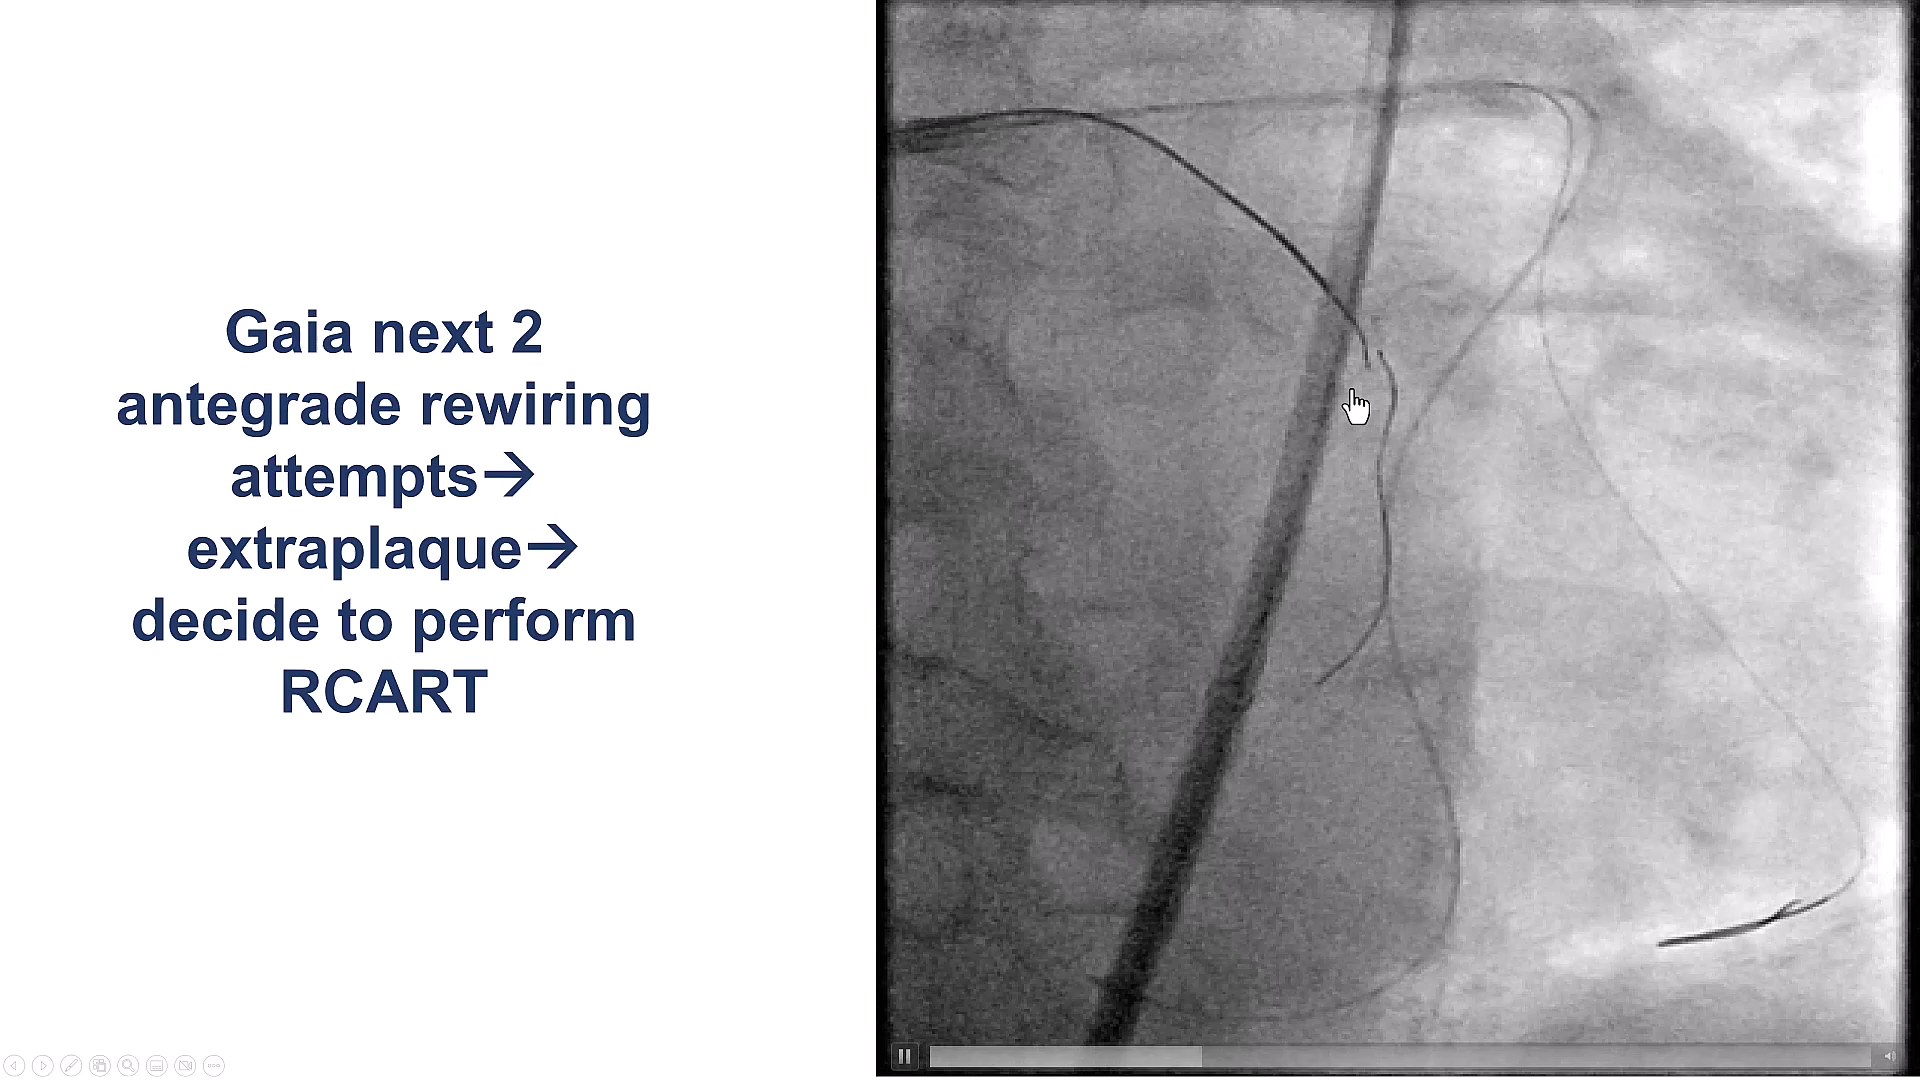 Gaia next 2
antegrade rewiring
attempts→
extraplaque→
decide to perform
RCART